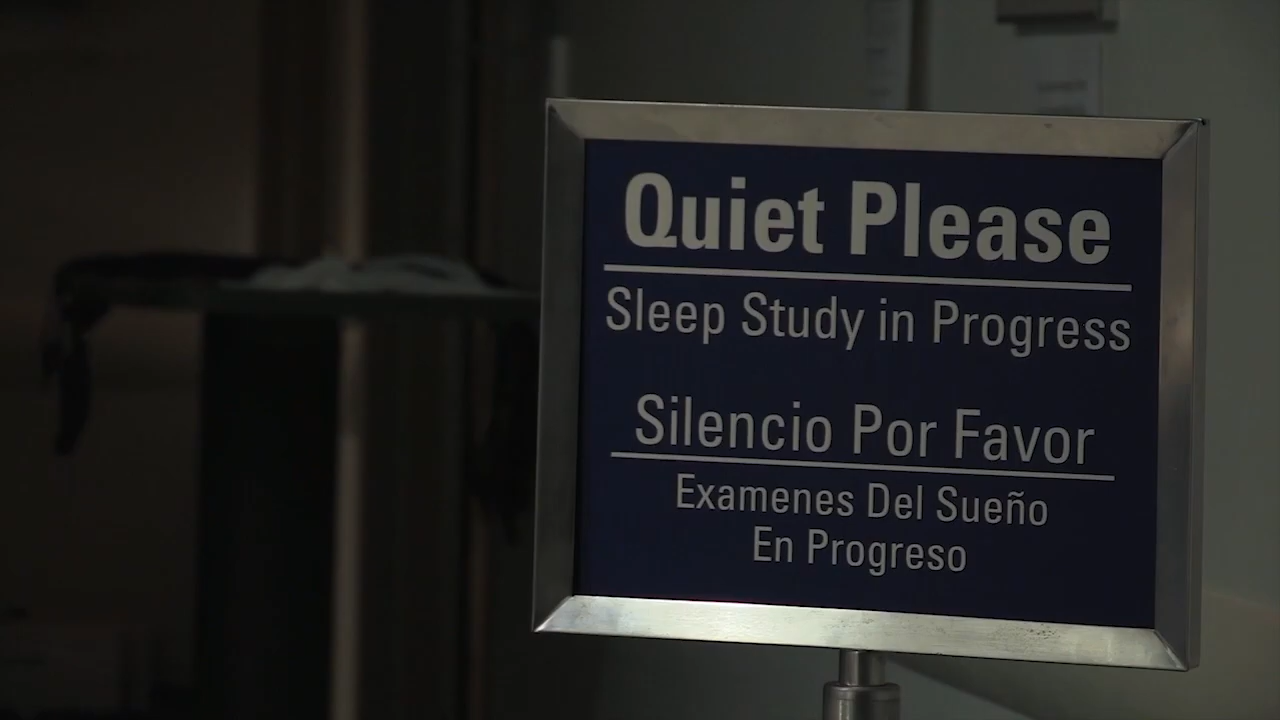 Quiet Please
Sleep Study in Progress
Silencio Por Favor
Examenes Del Sueño
En Progreso